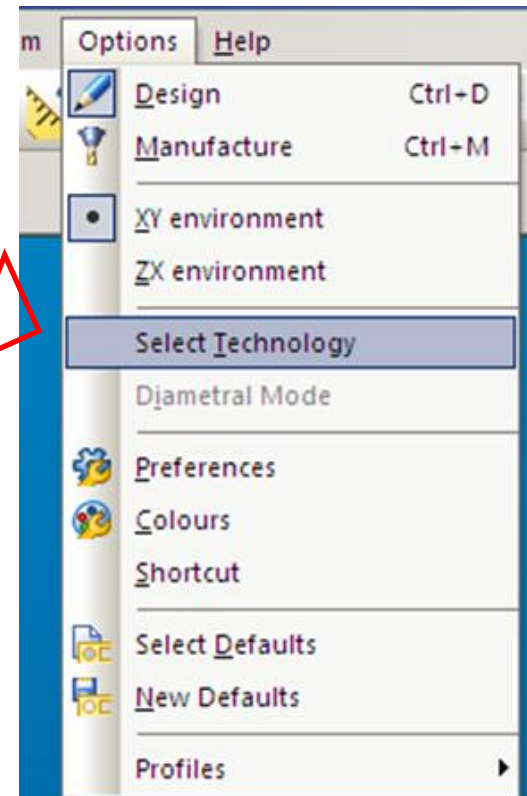 m Options Help
Design Ctrl+D
Manufacture Ctrl+M
XY environment
ZX environment
Select Technology
Diametral Mode
Preferences
Colours
Shortcut
Select Defaults
New Defaults
Profiles